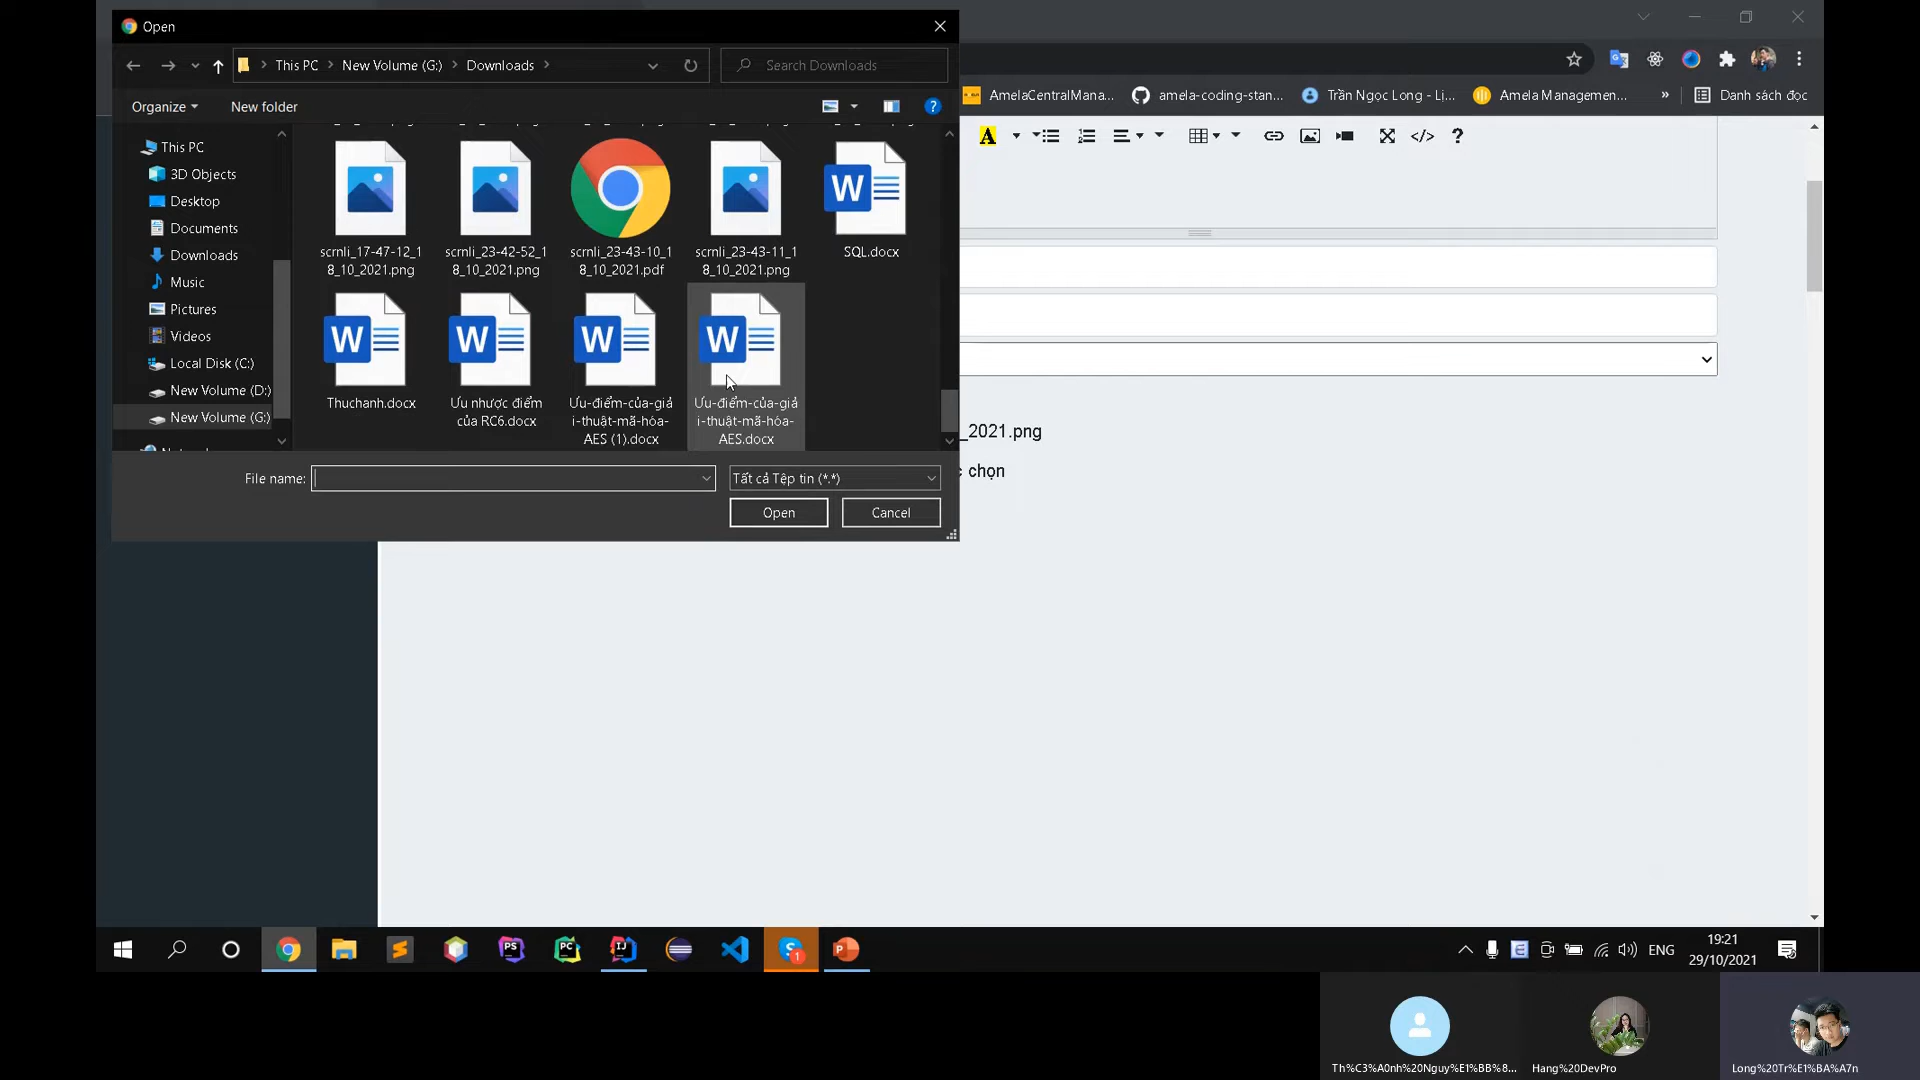 Open
This PC
New Volume (G:)
Downloads
Search Downloads
Organize
New folder
AmelaCentralMana...
amela-coding-stan...
Trần Ngọc Long - Lị...
Amela Managemen...
»
Danh sách đọc
This PC
3D Objects
Desktop
Documents
Downloads
Music
Pictures
Videos
Local Disk (C:)
New Volume (D:)
New Volume (G:)
scrnli_17-47-12_1
8_10_2021.png
scrnli_23-42-52_1
8_10_2021.png
scrnli_23-43-10_1
8_10_2021.pdf
scrnli_23-43-11_1
8_10_2021.png
SQL.docx
Thuchanh.docx
Ưu nhược điểm
của RC6.docx
Ưu-điểm-của-giả
i-thuật-mã-hóa-
AES (1).docx
Ưu-điểm-của-giả
i-thuật-mã-hóa-
AES.docx
_2021.png
chọn
File name:
Tất cả Tệp tin (*.*)
Open
Cancel
ENG
19:21
29/10/2021
Th%C3%A0nh%20Nguy%E1%BB%8...
Hang%20DevPro
Long%20Tr%E1%BA%A7n